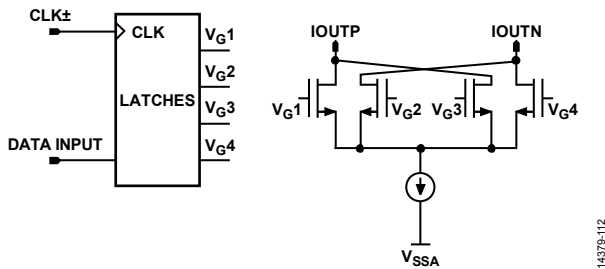 CLK±
CLK
LATCHES
DATA INPUT
VG1
VG2
VG3
VG4
IOUTP
IOUTN
VG1
VG2
VG3
VG4
VSSA
14379-112